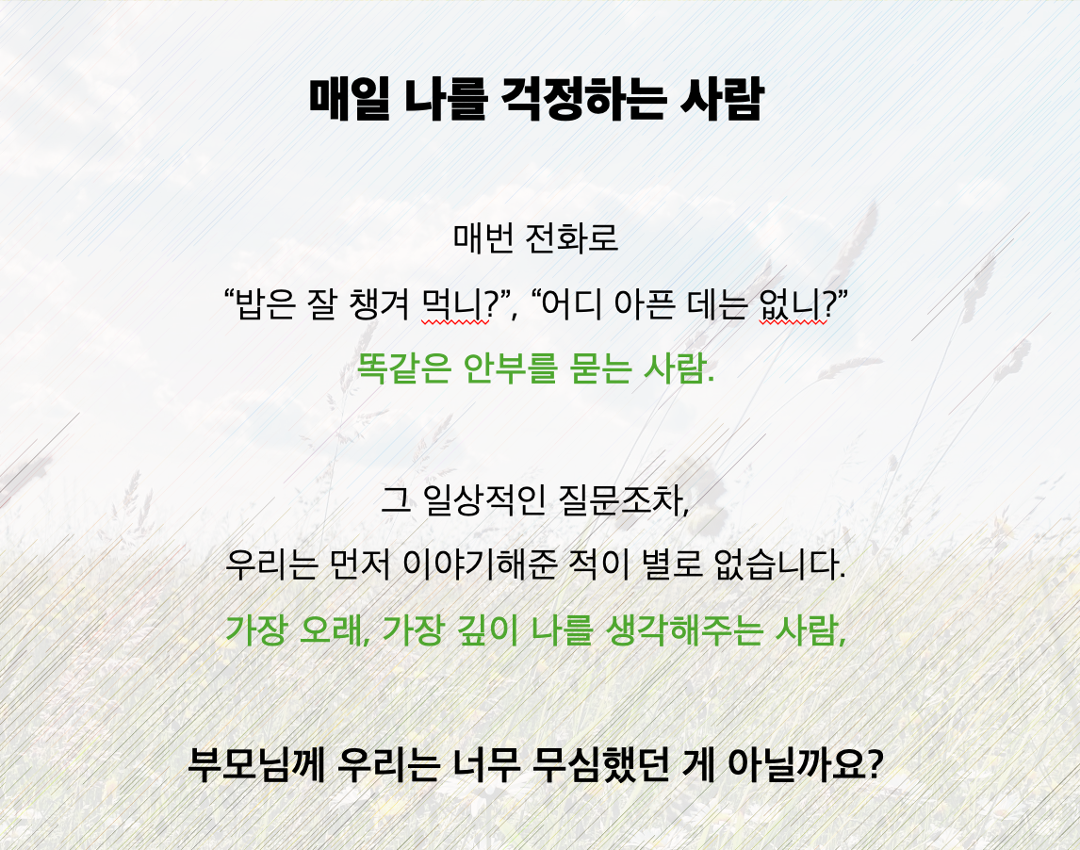 매일 나를 걱정하는 사람
매번 전화로
“밥은 잘 챙겨 먹니?”, “어디 아픈 데는 없니?”
똑같은 안부를 묻는 사람.
그 일상적인 질문조차,
우리는 먼저 이야기해준 적이 별로 없습니다.
가장 오래, 가장 깊이 나를 생각해주는 사람,
부모님께 우리는 너무 무심했던 게 아닐까요?